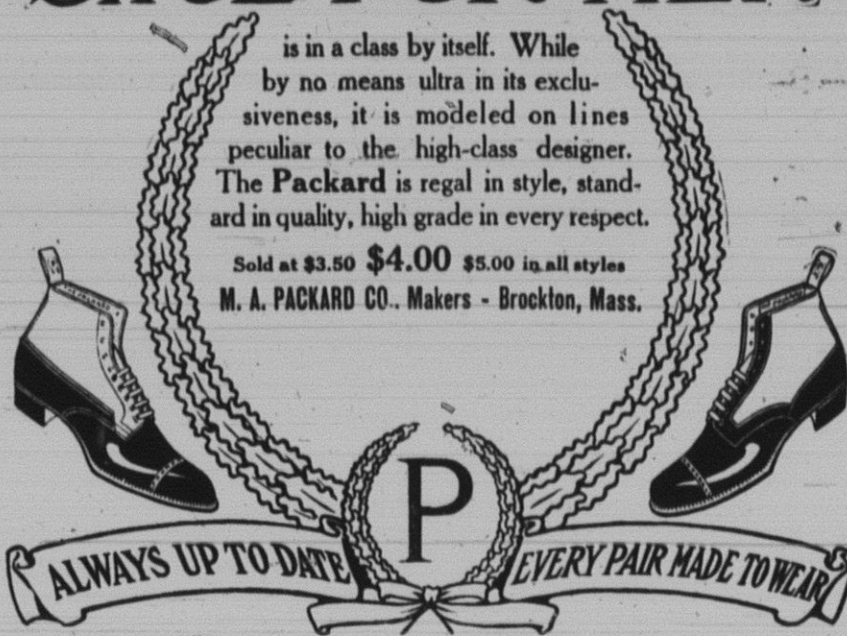 is in a class by itself. While
by no means ultra in its exclu-
siveness, it is modeled on lines
peculiar to the high-class designer.
The Packard is regal in style, stand-
ard in quality, high grade in every respect.
Sold at $3.50 $4.00 $5.00 in all styles
M. A. PACKARD CO., Makers - Brockton, Mass.
P
ALWAYS UP TO DATE EVERY PAIR MADE TO WEAR